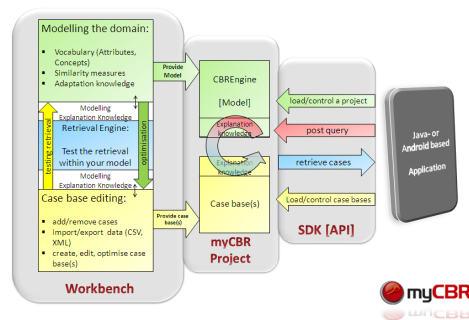 Modelling the domain:
• Vocabulary (Attributes,
Concepts)
• Similarity measures
• Adaptation knowledge
Modelling
Explanation Knowledge
Retrieval Engine:
Test the retrieval
within your model
Modelling
Explanation Knowledge
testing retrieval
optimisation
Case base editing:
• add/remove cases
• import/export data (CSV,
XML)
• create, edit, optimise case
base(s)
Workbench
Provide
Model
Provide case
base(s)
CBREngine
[Model]
Explanation
knowledge
Explanation
knowledge
Case base(s)
myCBR
Project
load/control a project
post query
retrieve cases
Load/control case bases
SDK [API]
Java- or
Android based
Application
myCBR